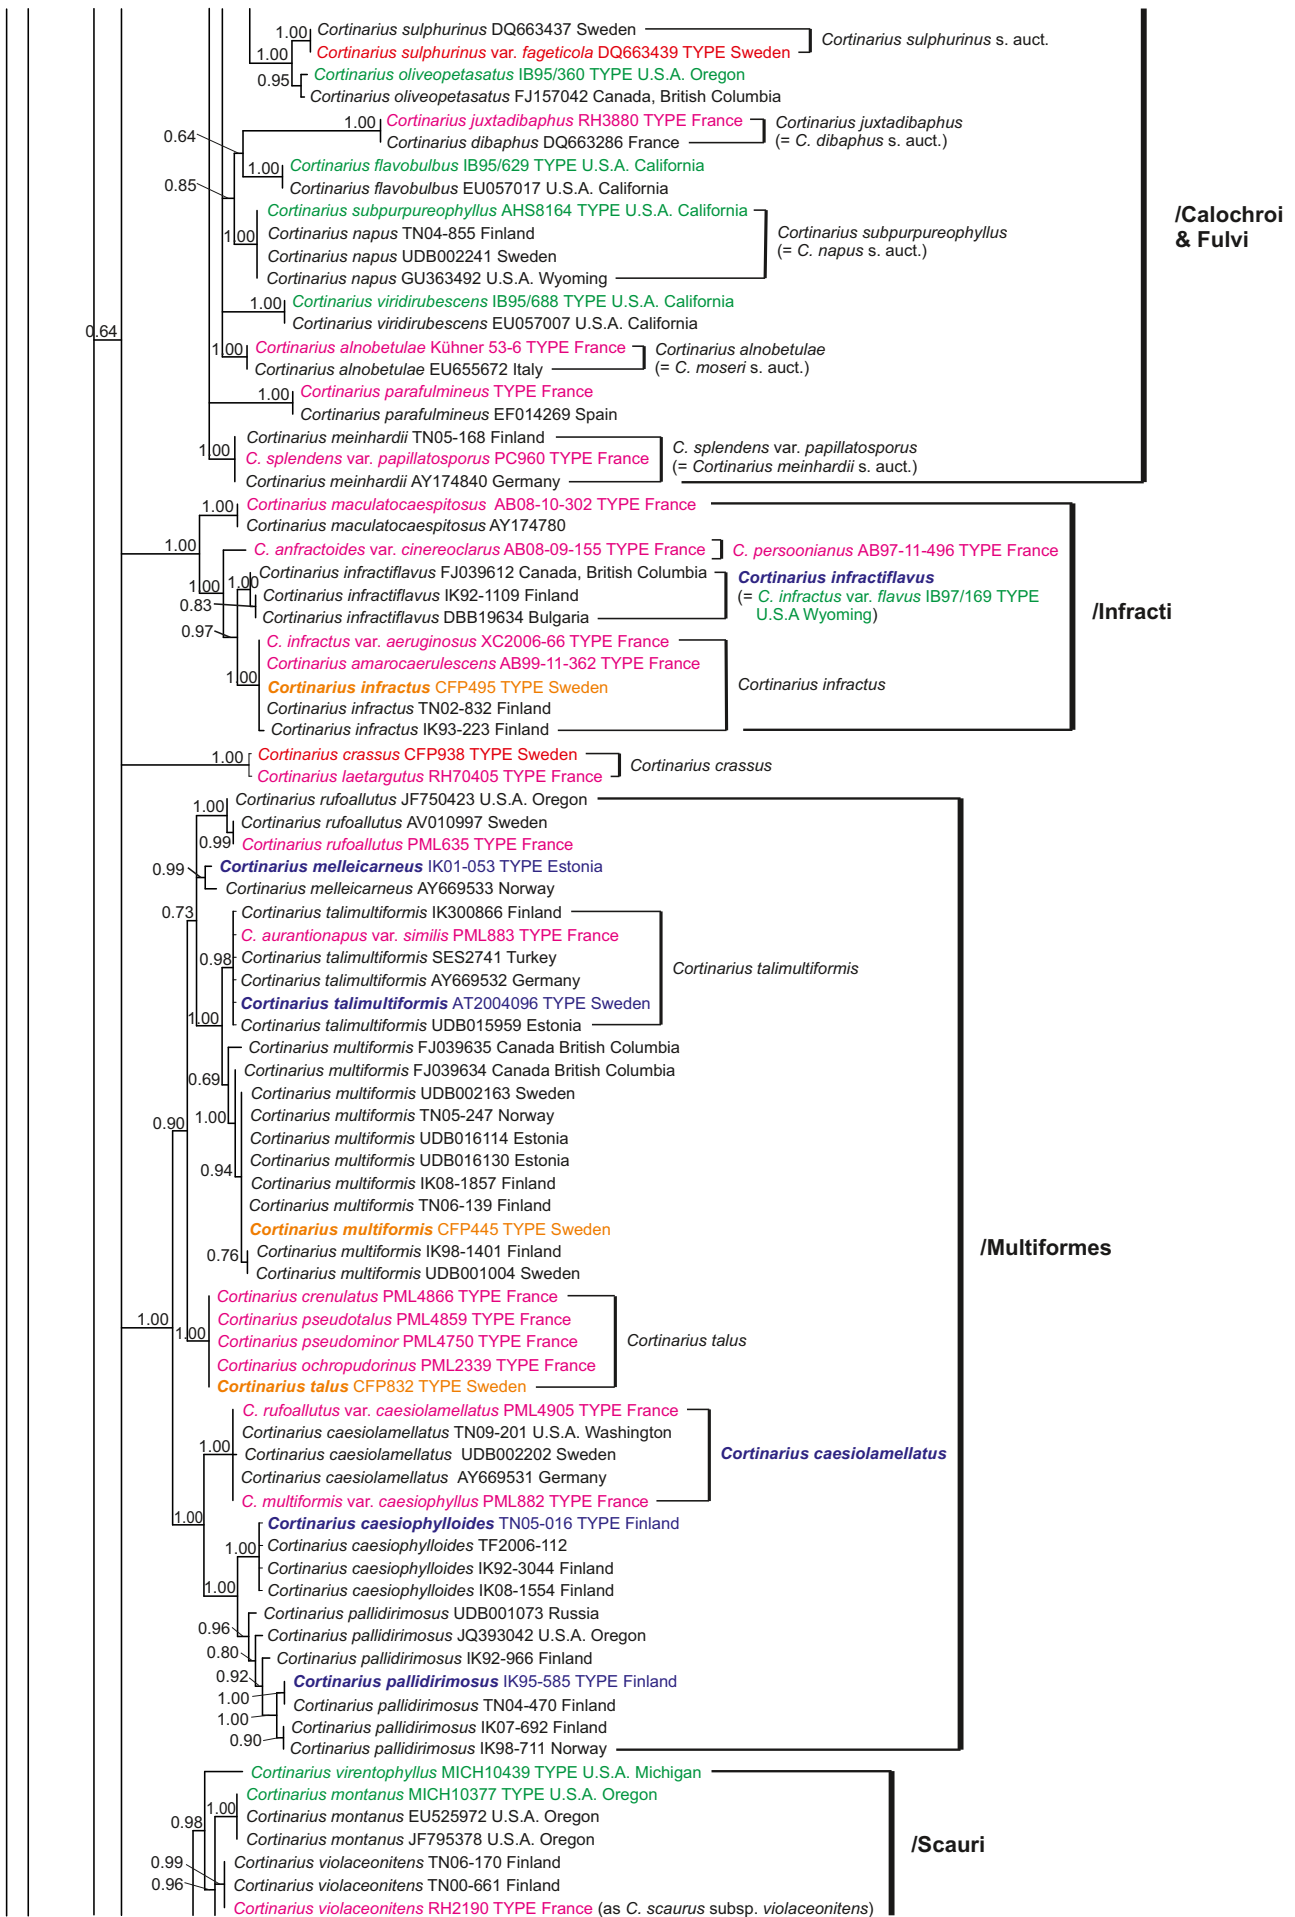 1.00
Cortinarius sulphurinus DQ663437 Sweden
1.00
Cortinarius sulphurinus var. fageticola DQ663439 TYPE Sweden
Cortinarius sulphurinus s. auct.
0.95
Cortinarius oliveopetasatus IB95/360 TYPE U.S.A. Oregon
Cortinarius oliveopetasatus FJ157042 Canada, British Columbia
0.64
1.00
Cortinarius juxtadibaphus RH3880 TYPE France
Cortinarius dibaphus DQ663286 France
Cortinarius juxtadibaphus
(= C. dibaphus s. auct.)
0.85
1.00
Cortinarius flavobulbus IB95/629 TYPE U.S.A. California
Cortinarius flavobulbus EU057017 U.S.A. California
1.00
Cortinarius subpurpureophyllus AHS8164 TYPE U.S.A. California
Cortinarius napus TN04-855 Finland
Cortinarius napus UDB002241 Sweden
Cortinarius napus GU363492 U.S.A. Wyoming
Cortinarius subpurpureophyllus
(= C. napus s. auct.)
/Calochroi
& Fulvi
1.00
Cortinarius viridirubescens IB95/688 TYPE U.S.A. California
Cortinarius viridirubescens EU057007 U.S.A. California
0.64
1.00
Cortinarius alnobetulae Kühner 53-6 TYPE France
Cortinarius alnobetulae EU655672 Italy
Cortinarius alnobetulae
(= C. moseri s. auct.)
1.00
Cortinarius parafulmineus TYPE France
Cortinarius parafulmineus EF014269 Spain
1.00
Cortinarius meinhardii TN05-168 Finland
C. splendens var. papillatosporus PC960 TYPE France
Cortinarius meinhardii AY174840 Germany
C. splendens var. papillatosporus
(= Cortinarius meinhardii s. auct.)
1.00
1.00
Cortinarius maculatocaespitosus AB08-10-302 TYPE France
Cortinarius maculatocaespitosus AY174780
1.00
C. anfractoides var. cinereoclarus AB08-09-155 TYPE France
C. persoonianus AB97-11-496 TYPE France
1.00
0.83
Cortinarius infractiflavus FJ039612 Canada, British Columbia
Cortinarius infractiflavus IK92-1109 Finland
Cortinarius infractiflavus DBB19634 Bulgaria
Cortinarius infractiflavus
(= C. infractus var. flavus IB97/169 TYPE
U.S.A Wyoming)
/Infracti
0.97
1.00
C. infractus var. aeruginosus XC2006-66 TYPE France
Cortinarius amarocaerulescens AB99-11-362 TYPE France
Cortinarius infractus CFP495 TYPE Sweden
Cortinarius infractus TN02-832 Finland
Cortinarius infractus IK93-223 Finland
Cortinarius infractus
1.00
Cortinarius crassus CFP938 TYPE Sweden
Cortinarius laetargutus RH70405 TYPE France
Cortinarius crassus
1.00
Cortinarius rufoallutus JF750423 U.S.A. Oregon
Cortinarius rufoallutus AV010997 Sweden
0.99
Cortinarius rufoallutus PML635 TYPE France
0.99
Cortinarius melleicarneus IK01-053 TYPE Estonia
Cortinarius melleicarneus AY669533 Norway
0.73
0.98
Cortinarius talimultiformis IK300866 Finland
C. aurantionapus var. similis PML883 TYPE France
Cortinarius talimultiformis SES2741 Turkey
Cortinarius talimultiformis AY669532 Germany
Cortinarius talimultiformis AT2004096 TYPE Sweden
Cortinarius talimultiformis UDB015959 Estonia
Cortinarius talimultiformis
1.00
Cortinarius multiformis FJ039635 Canada British Columbia
0.69
Cortinarius multiformis FJ039634 Canada British Columbia
1.00
Cortinarius multiformis UDB002163 Sweden
Cortinarius multiformis TN05-247 Norway
0.90
Cortinarius multiformis UDB016114 Estonia
Cortinarius multiformis UDB016130 Estonia
0.94
Cortinarius multiformis IK08-1857 Finland
Cortinarius multiformis TN06-139 Finland
Cortinarius multiformis CFP445 TYPE Sweden
0.76
Cortinarius multiformis IK98-1401 Finland
Cortinarius multiformis UDB001004 Sweden
/Multiformes
1.00
1.00
Cortinarius crenulatus PML4866 TYPE France
Cortinarius pseudotalus PML4859 TYPE France
Cortinarius pseudominor PML4750 TYPE France
Cortinarius ochropudorinus PML2339 TYPE France
Cortinarius talus CFP832 TYPE Sweden
Cortinarius talus
1.00
C. rufoallutus var. caesiolamellatus PML4905 TYPE France
Cortinarius caesiolamellatus TN09-201 U.S.A. Washington
Cortinarius caesiolamellatus UDB002202 Sweden
Cortinarius caesiolamellatus AY669531 Germany
C. multiformis var. caesiophyllus PML882 TYPE France
Cortinarius caesiolamellatus
1.00
1.00
Cortinarius caesiophylloides TN05-016 TYPE Finland
Cortinarius caesiophylloides TF2006-112
Cortinarius caesiophylloides IK92-3044 Finland
Cortinarius caesiophylloides IK08-1554 Finland
1.00
0.96
Cortinarius pallidirimosus UDB001073 Russia
0.80
Cortinarius pallidirimosus JQ393042 U.S.A. Oregon
0.92
Cortinarius pallidirimosus IK92-966 Finland
1.00
Cortinarius pallidirimosus IK95-585 TYPE Finland
Cortinarius pallidirimosus TN04-470 Finland
1.00
0.90
Cortinarius pallidirimosus IK07-692 Finland
Cortinarius pallidirimosus IK98-711 Norway
Cortinarius virentophyllus MICH10439 TYPE U.S.A. Michigan
0.98
1.00
Cortinarius montanus MICH10377 TYPE U.S.A. Oregon
Cortinarius montanus EU525972 U.S.A. Oregon
Cortinarius montanus JF795378 U.S.A. Oregon
/Scauri
0.99
0.96
Cortinarius violaceonitens TN06-170 Finland
Cortinarius violaceonitens TN00-661 Finland
Cortinarius violaceonitens RH2190 TYPE France (as C. scaurus subsp. violaceonitens)